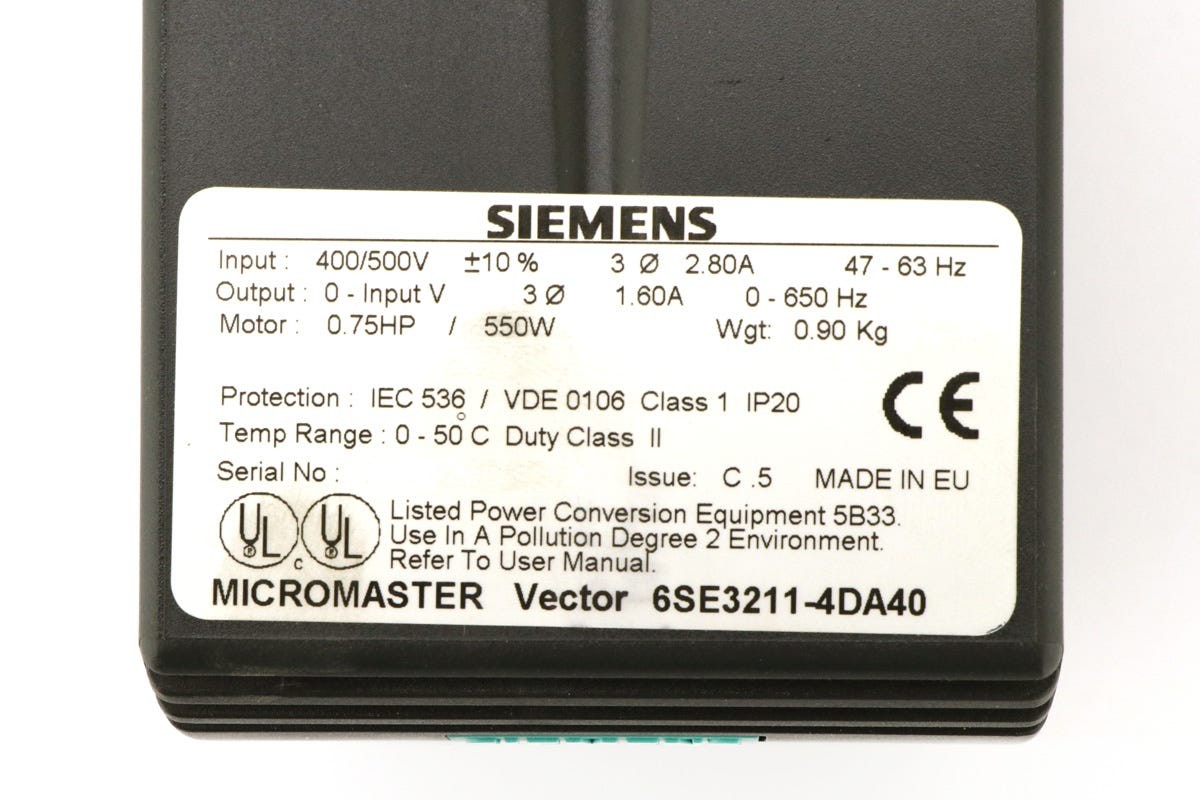 SIEMENS
Input : 400/500V ±10 % 3 Ø 2.80A 47 - 63 Hz
Output : 0 - Input V 3 Ø 1.60A 0 - 650 Hz
Motor : 0.75HP / 550W Wgt: 0.90 Kg
Protection : IEC 536 / VDE 0106 Class 1 IP20
Temp Range : 0 - 50°C Duty Class II
CE
Serial No : Issue: C .5 MADE IN EU
UL ® c UL ®
Listed Power Conversion Equipment 5B33.
Use In A Pollution Degree 2 Environment.
Refer To User Manual.
MICROMASTER Vector 6SE3211-4DA40